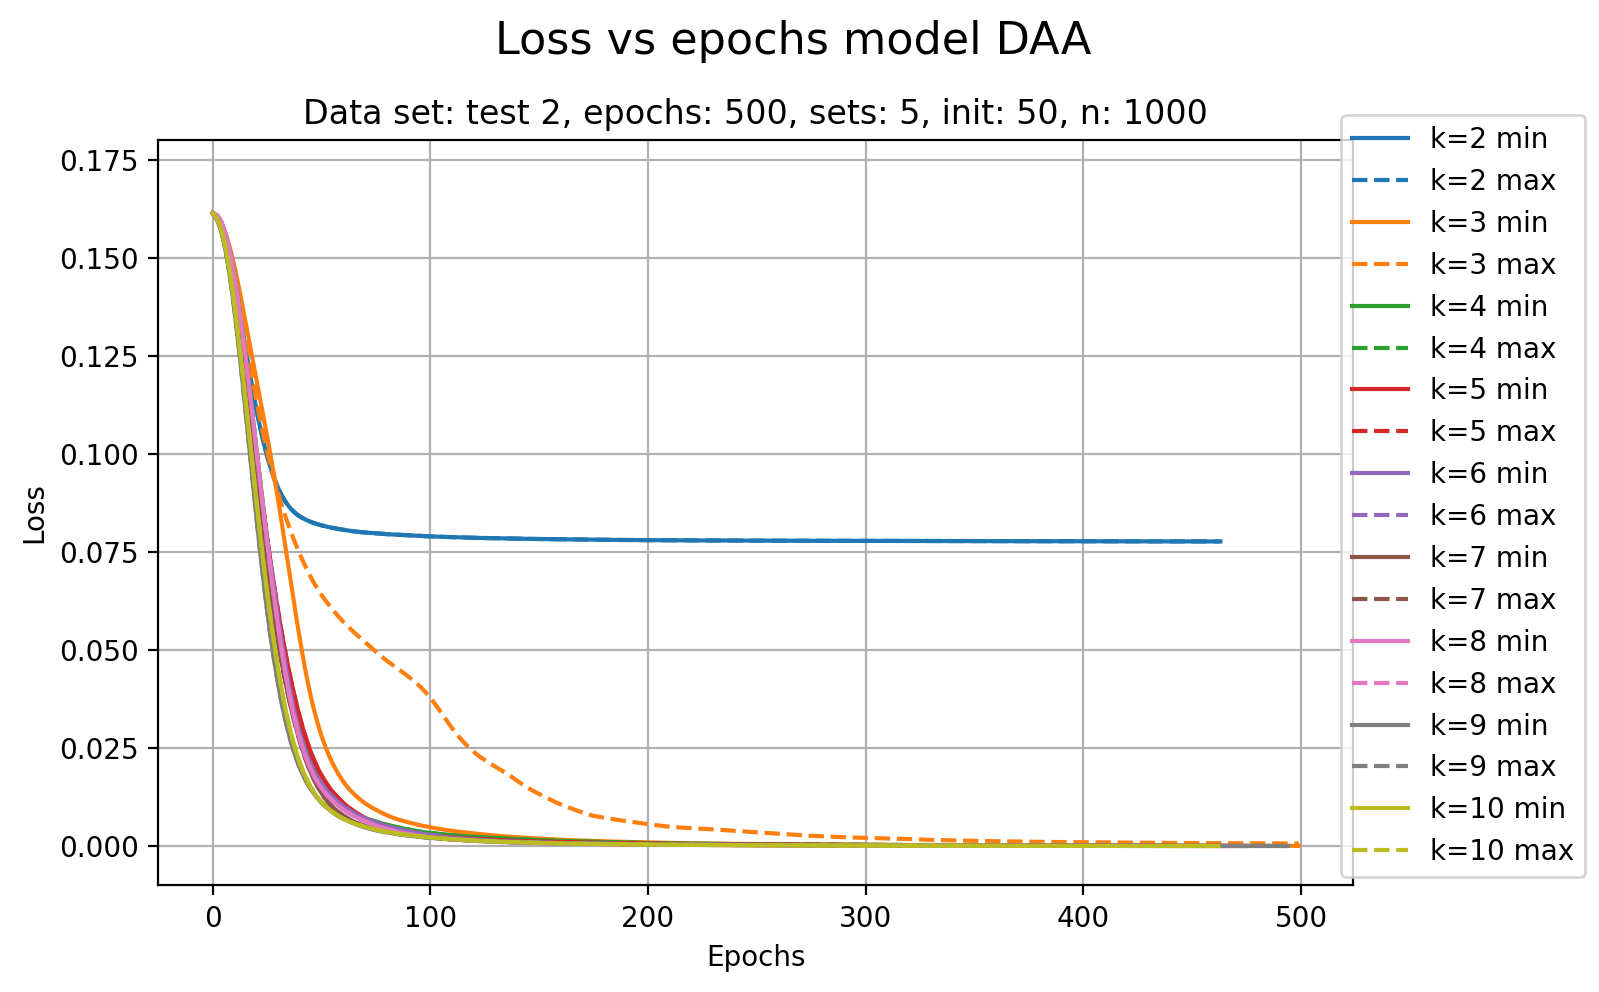 Loss vs epochs model DAA
Data set: test 2, epochs: 500, sets: 5, init: 50, n: 1000
0.175
0.150
0.125
0.100
0.075
0.050
0.025
0.000
Loss
0 100 200 300 400 500
Epochs
k=2 min
k=2 max
k=3 min
k=3 max
k=4 min
k=4 max
k=5 min
k=5 max
k=6 min
k=6 max
k=7 min
k=7 max
k=8 min
k=8 max
k=9 min
k=9 max
k=10 min
k=10 max